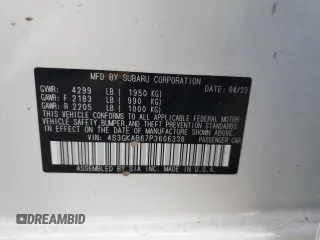 MFD BY SUBARU CORPORATION DATE: 04/23
GVWR: 4299 LB ( 1950 KG)
GAWR: F 2183 LB ( 990 KG)
GAWR: R 2205 LB ( 1000 KG)
THIS VEHICLE CONFORMS TO ALL APPLICABLE FEDERAL MOTOR
VEHICLE SAFETY, BUMPER, AND THEFT PREVENTION STANDARDS
IN EFFECT ON THE DATE OF MANUFACTURE SHOWN ABOVE.
4S3GKAB67P3606338 PASSENGER CAR
ASSEMBLED BY SIA INC. MADE IN U.S.A.
AUTOBIDMASTER